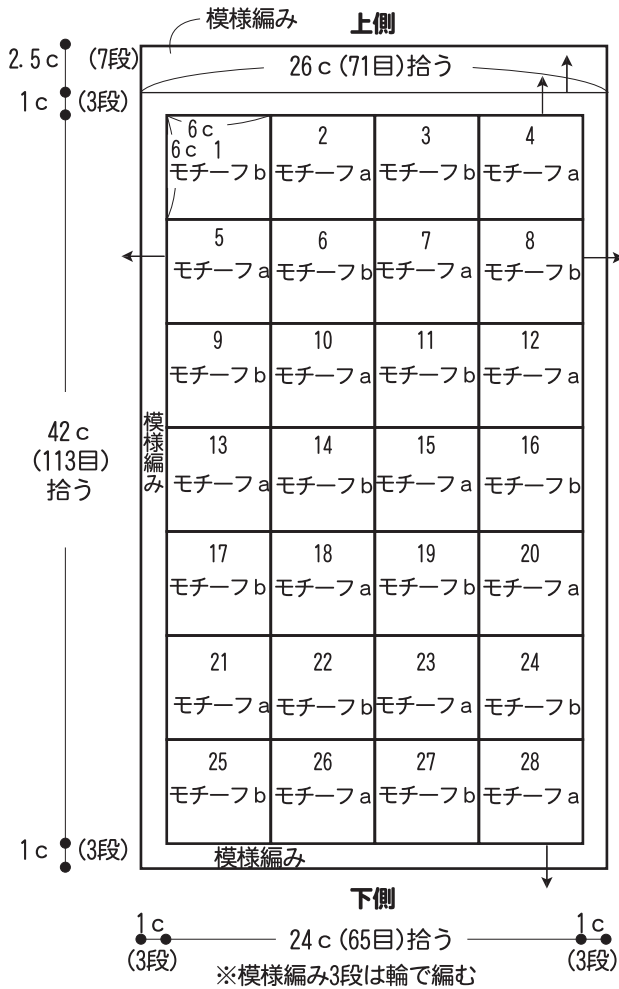 模様編み
上側
2.5c (7段)
26c (71目)拾う
1c (3段)
6c
6c 1
モチーフb
2
モチーフa
3
モチーフb
4
モチーフa
5
モチーフa
6
モチーフb
7
モチーフa
8
モチーフb
9
モチーフb
10
モチーフa
11
モチーフb
12
モチーフa
42c
(113目)
拾う
模様編み
13
モチーフa
14
モチーフb
15
モチーフa
16
モチーフb
17
モチーフb
18
モチーフa
19
モチーフb
20
モチーフa
21
モチーフa
22
モチーフb
23
モチーフa
24
モチーフb
25
モチーフb
26
モチーフa
27
モチーフb
28
モチーフa
1c (3段)
模様編み
下側
1c
(3段)
24c (65目)拾う
1c
(3段)
※模様編み3段は輪で編む